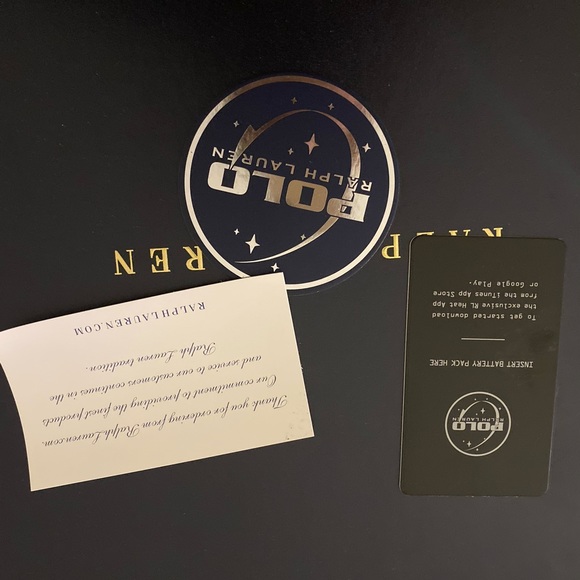 POLO
RALPH LAUREN
INSERT BATTERY PACK HERE
To get started download
the exclusive RL Heat App
from the iTunes App Store
or Google Play.
Thank you for ordering from RalphLauren.com.
Our commitment to providing the finest products
and service to our customers continues in the
Ralph Lauren tradition.
RALPHLAUREN.COM
RALP REN
POLO
RALPH LAUREN